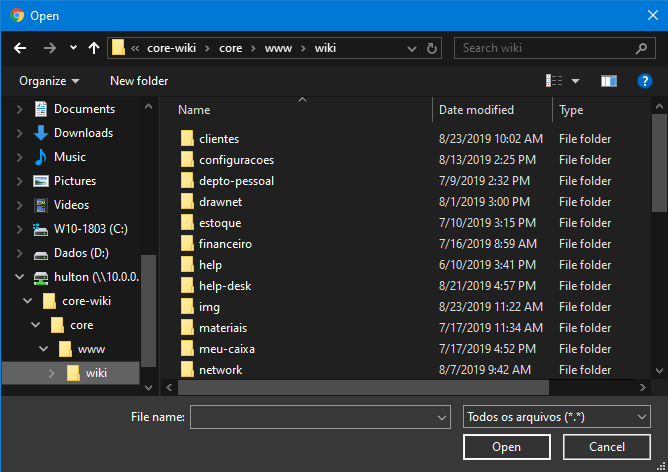 Open
« core-wiki › core › www › wiki
Search wiki
Organize
New folder
Name Date modified Type
Documents
Downloads
Music
Pictures
Videos
W10-1803 (C:)
Dados (D:)
hulton (\\10.0.0.
core-wiki
core
www
wiki
clientes 8/23/2019 10:02 AM File folder
configuracoes 8/13/2019 2:25 PM File folder
depto-pessoal 7/9/2019 2:32 PM File folder
drawnet 8/1/2019 3:00 PM File folder
estoque 7/10/2019 3:15 PM File folder
financeiro 7/16/2019 8:59 AM File folder
help 6/10/2019 3:41 PM File folder
help-desk 8/21/2019 4:57 PM File folder
img 8/23/2019 11:22 AM File folder
materiais 7/17/2019 11:34 AM File folder
meu-caixa 7/17/2019 4:52 PM File folder
network 8/7/2019 9:42 AM File folder
File name:
Todos os arquivos (*.*)
Open
Cancel